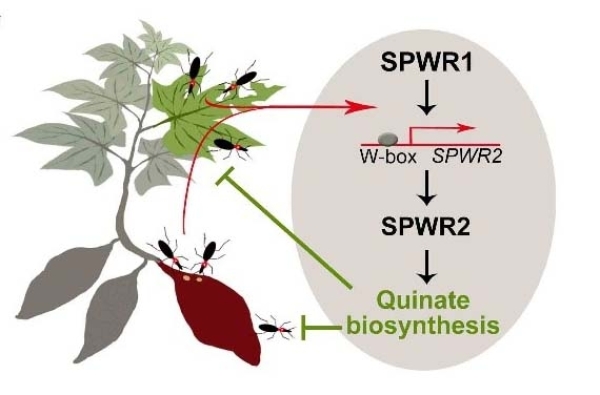 SPWR1
W-box SPWR2
SPWR2
Quinate
biosynthesis